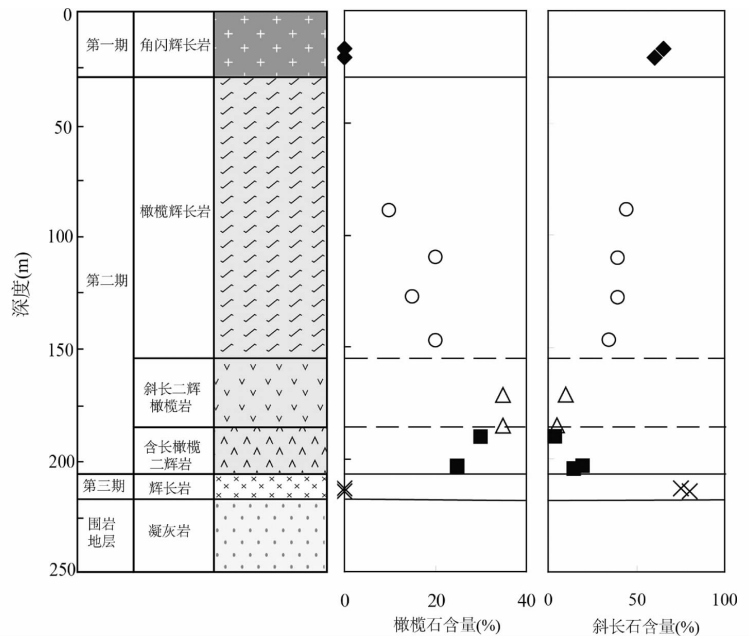 0
50
100
150
200
250
深度(m)
第一期
角闪辉长岩
第二期
橄榄辉长岩
斜长二辉
橄榄岩
含长橄榄
二辉岩
第三期
辉长岩
围岩
地层
凝灰岩
0 20 40
橄榄石含量(%)
0 50 100
斜长石含量(%)